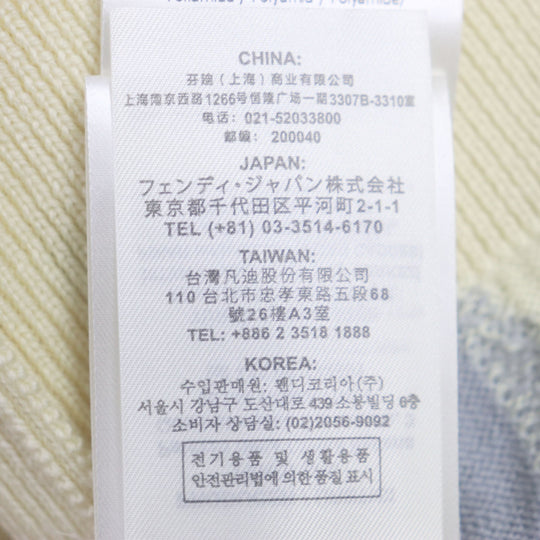 Poliamida / Polyamid / Polyamide/
CHINA:
芬迪（上海）商业有限公司
上海南京西路1266号恒隆广场一期3307B-3310室
电话： 021-52033800
邮编： 200040
JAPAN:
フェンディ・ジャパン株式会社
東京都千代田区平河町2-1-1
TEL (+81) 03-3514-6170
TAIWAN:
台灣凡迪股份有限公司
110 台北市忠孝東路五段68
號26樓A3室
TEL: +886 2 3518 1888
KOREA:
수입판매원: 펜디코리아(주)
서울시 강남구 도산대로 439 소봉빌딩 6층
소비자 상담실: (02)2056-9092
전기용품 및 생활용품
안전관리법에 의한 품질 표시